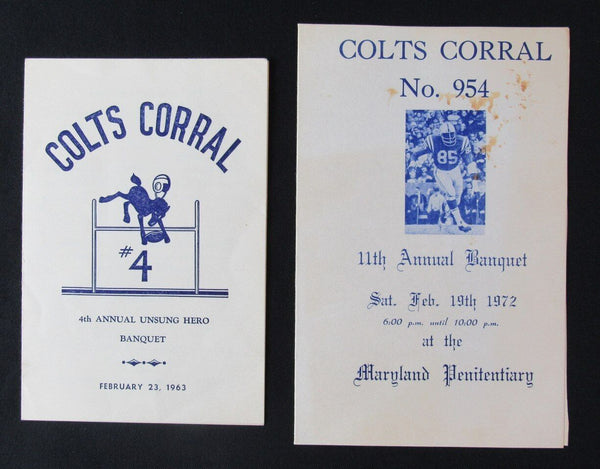 COLTS CORRAL
#4
4th ANNUAL UNSUNG HERO
BANQUET
FEBRUARY 23, 1963
COLTS CORRAL
No. 954
85
11th Annual Banquet
Sat. Feb. 19th 1972
6:00 p.m. until 10:00 p.m.
at the
Maryland Penitentiary